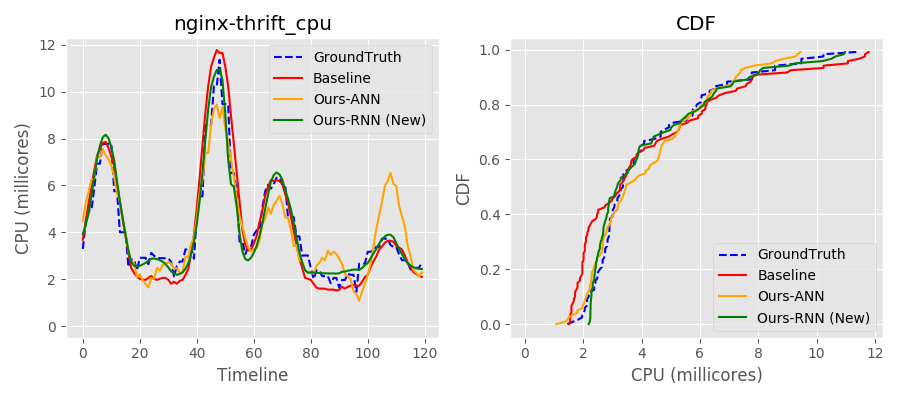 nginx-thrift_cpu
12
10
8
6
4
2
0
CPU (millicores)
0
20
40
60
80
100
120
Timeline
GroundTruth
Baseline
Ours-ANN
Ours-RNN (New)
CDF
1.0
0.8
0.6
0.4
0.2
0.0
CDF
0
2
4
6
8
10
12
CPU (millicores)
GroundTruth
Baseline
Ours-ANN
Ours-RNN (New)